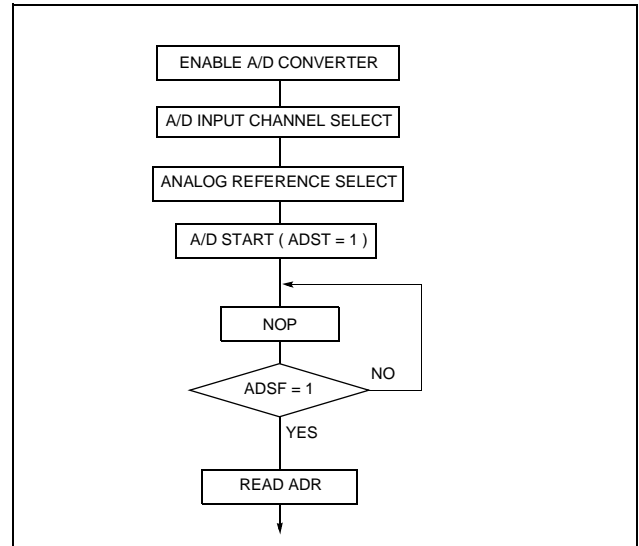 ENABLE A/D CONVERTER
A/D INPUT CHANNEL SELECT
ANALOG REFERENCE SELECT
A/D START ( ADST = 1 )
NOP
ADSF = 1
NO
YES
READ ADR